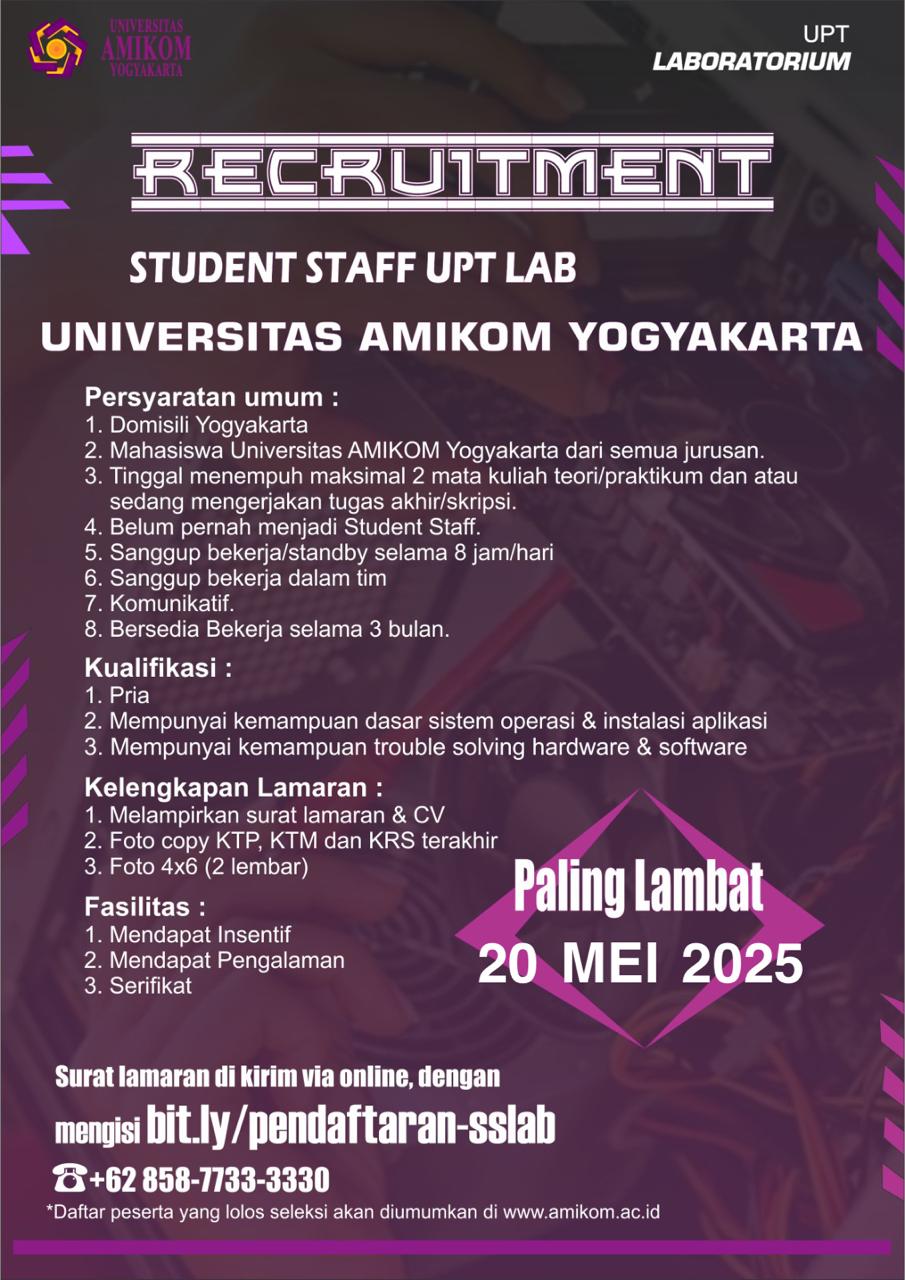 UNIVERSITAS
AMIKOM
YOGYAKARTA
UPT
LABORATORIUM
RECRUITMENT
STUDENT STAFF UPT LAB
UNIVERSITAS AMIKOM YOGYAKARTA
Persyaratan umum :
1. Domisili Yogyakarta
2. Mahasiswa Universitas AMIKOM Yogyakarta dari semua jurusan.
3. Tinggal menempuh maksimal 2 mata kuliah teori/praktikum dan atau
sedang mengerjakan tugas akhir/skripsi.
4. Belum pernah menjadi Student Staff.
5. Sanggup bekerja/standby selama 8 jam/hari
6. Sanggup bekerja dalam tim
7. Komunikatif.
8. Bersedia Bekerja selama 3 bulan.
Kualifikasi :
1. Pria
2. Mempunyai kemampuan dasar sistem operasi & instalasi aplikasi
3. Mempunyai kemampuan trouble solving hardware & software
Kelengkapan Lamaran :
1. Melampirkan surat lamaran & CV
2. Foto copy KTP, KTM dan KRS terakhir
3. Foto 4x6 (2 lembar)
Fasilitas :
1. Mendapat Insentif
2. Mendapat Pengalaman
3. Serifikat
Paling Lambat
20 MEI 2025
Surat lamaran di kirim via online, dengan
mengisi bit.ly/pendaftaran-sslab
☎+62 858-7733-3330
*Daftar peserta yang lolos seleksi akan diumumkan di www.amikom.ac.id